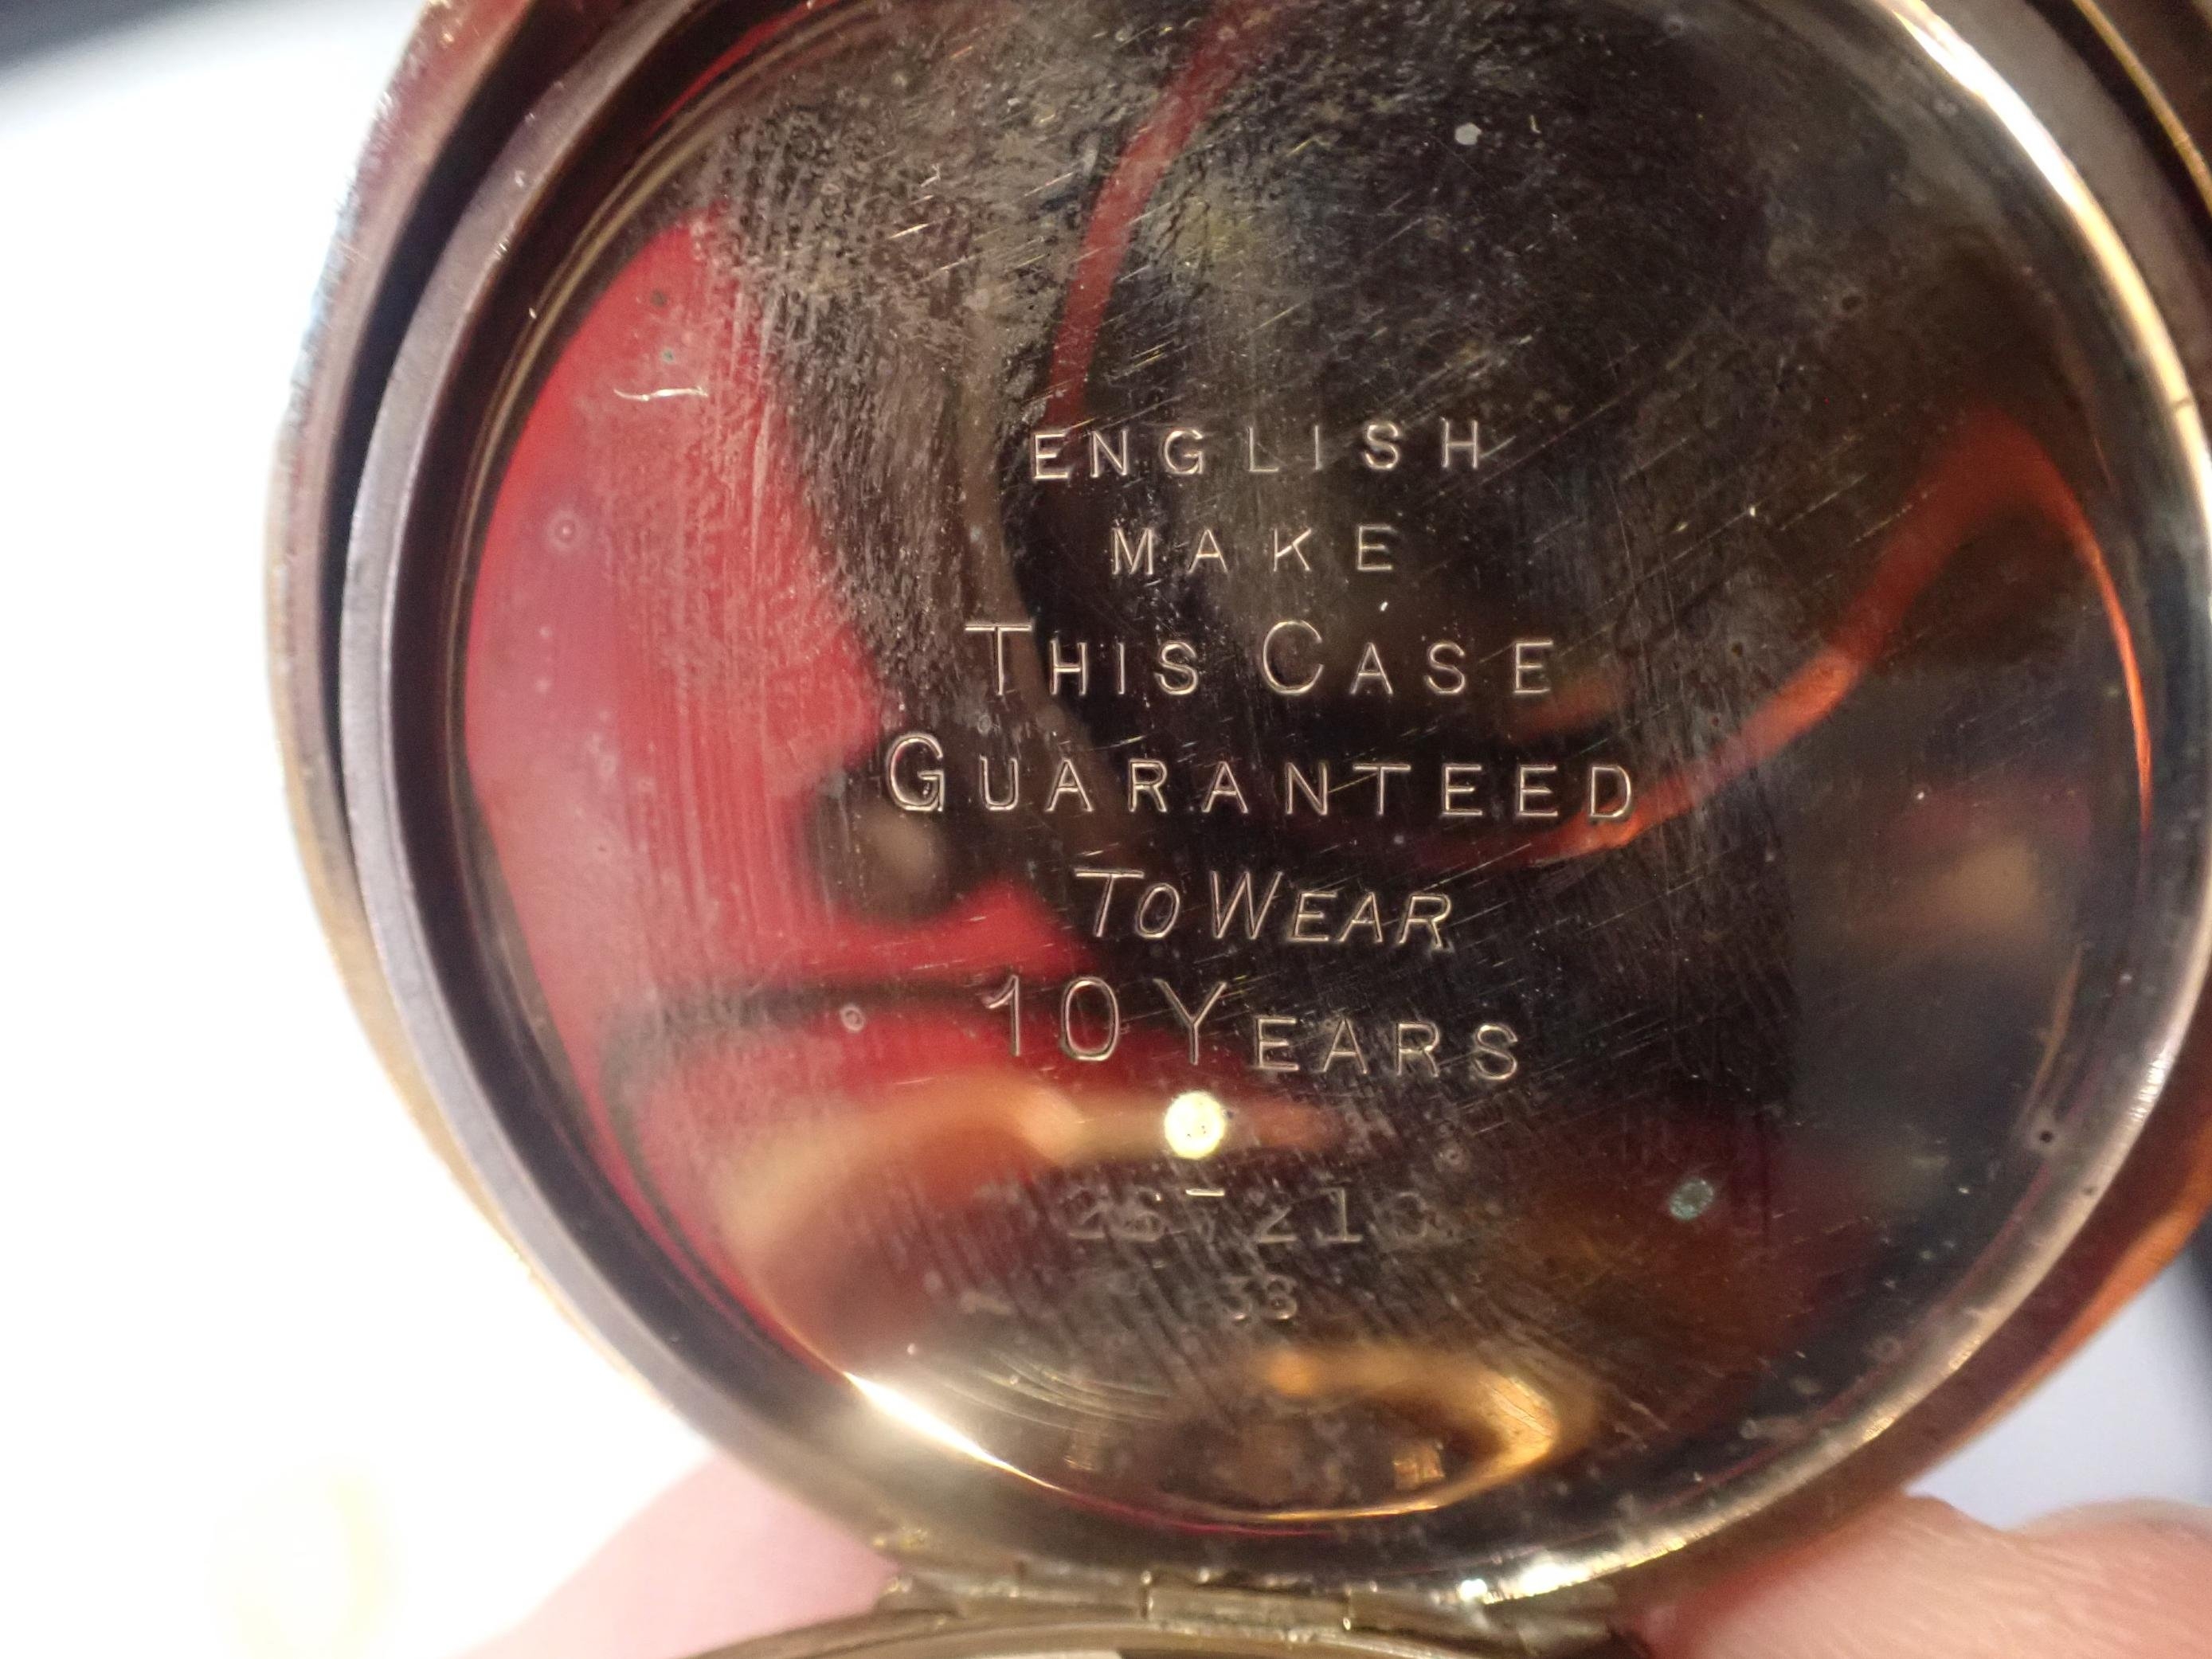 ENGLISH
MAKE
THIS CASE
GUARANTEED
TO WEAR
10 YEARS